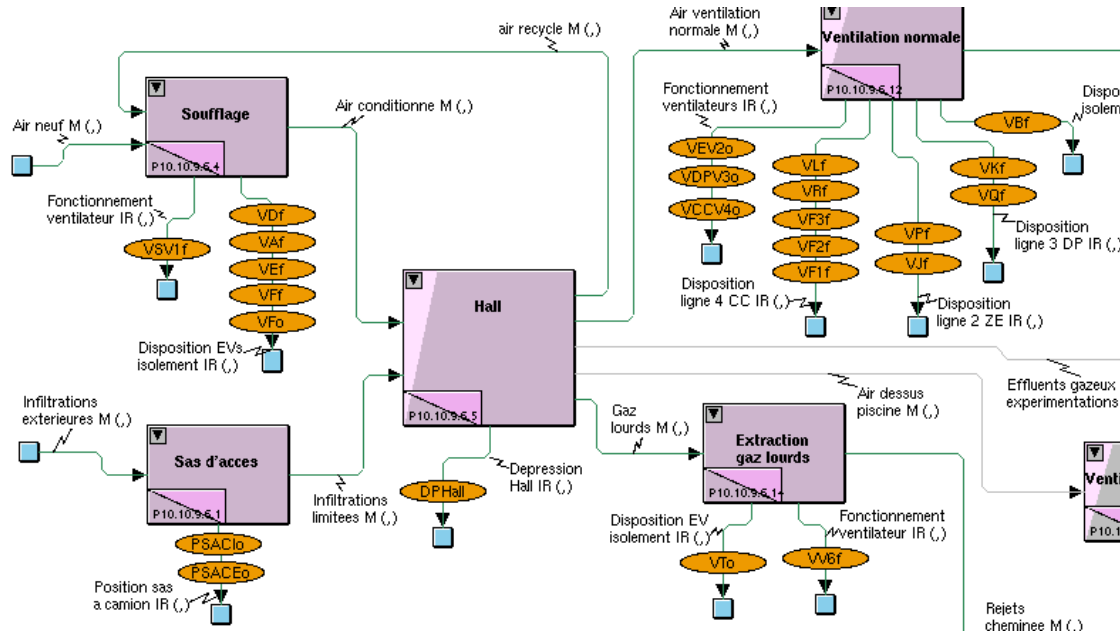 air recycle M (,)
Air ventilation
normale M (,)
Ventilation normale
P10.10.9.6.12
Soufflage
P10.10.9.6.4
Air neuf M (,)
Air conditionne M (,)
Fonctionnement
ventilateurs IR (,)
VEV2o
VDPV3o
VCCV4o
VLf
VRf
VF3f
VF2f
VF1f
VPf
VJf
VKf
VQf
VBf
Dispo
isolem
Disposition
ligne 3 DP IR (,)
Disposition
ligne 4 CC IR (,)
Disposition
ligne 2 ZE IR (,)
Fonctionnement
ventilateur IR (,)
VSV1f
VDf
VAf
VEf
VFf
VFo
Disposition EVs
isolement IR (,)
Hall
P10.10.9.6.5
Effluents gazeux
experimentations
Air dessus
piscine M (,)
Infiltrations
exterieures M (,)
Sas d'acces
P10.10.9.6.1
Infiltrations
limitees M (,)
PSACIo
PSACEo
Position sas
a camion IR (,)
DPHall
Depression
Hall IR (,)
Gaz
lourds M (,)
Extraction
gaz lourds
P10.10.9.6.14
Disposition EV
isolement IR (,)
VTo
Fonctionnement
ventilateur IR (,)
VV6f
Venti
P10.1
Rejets
cheminee M (,)